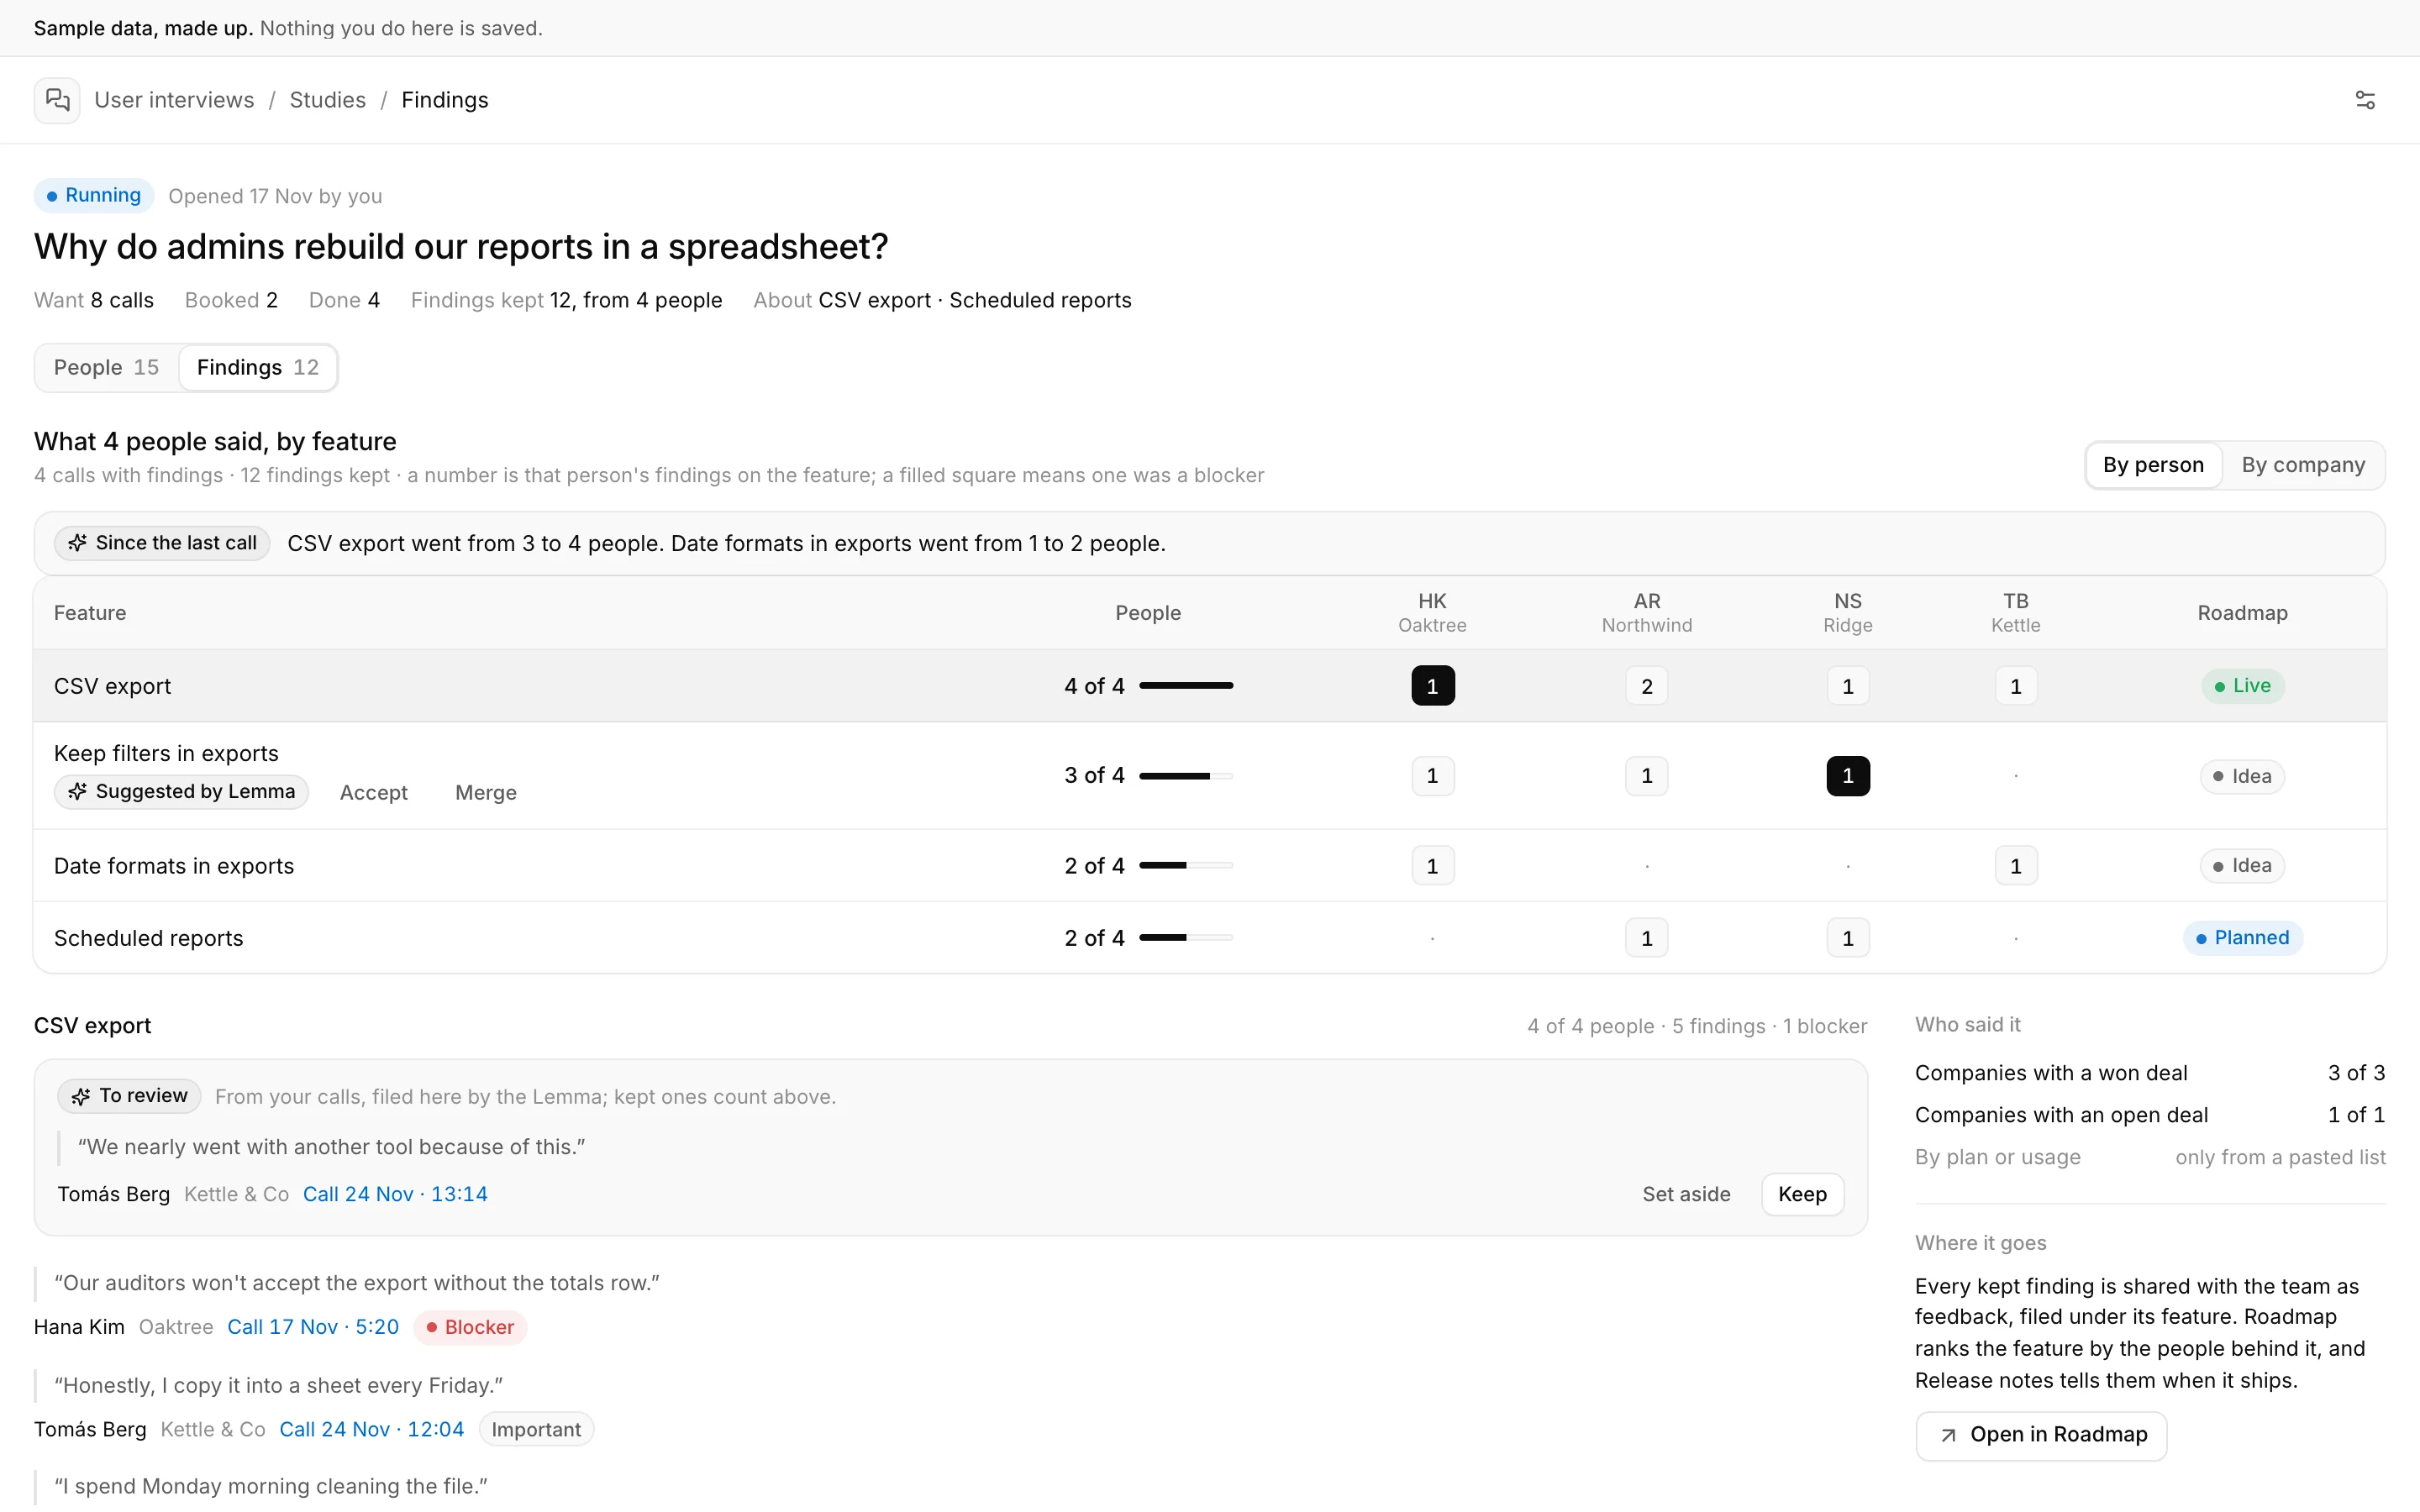 Sample data, made up. Nothing you do here is saved.
User interviews / Studies / Findings
Running Opened 17 Nov by you
Why do admins rebuild our reports in a spreadsheet?
Want 8 calls Booked 2 Done 4 Findings kept 12, from 4 people About CSV export · Scheduled reports
People 15 Findings 12
What 4 people said, by feature
4 calls with findings · 12 findings kept · a number is that person's findings on the feature; a filled square means one was a blocker
By person By company
Since the last call CSV export went from 3 to 4 people. Date formats in exports went from 1 to 2 people.
Feature People HK AR NS TB Roadmap
Oaktree Northwind Ridge Kettle
CSV export 4 of 4 1 2 1 1 Live
Keep filters in exports
Suggested by Lemma Accept Merge
3 of 4 1 1 1 · Idea
Date formats in exports 2 of 4 1 · · 1 Idea
Scheduled reports 2 of 4 · 1 1 · Planned
CSV export 4 of 4 people · 5 findings · 1 blocker
To review From your calls, filed here by the Lemma; kept ones count above.
“We nearly went with another tool because of this.”
Tomás Berg Kettle & Co Call 24 Nov · 13:14 Set aside Keep
“Our auditors won't accept the export without the totals row.”
Hana Kim Oaktree Call 17 Nov · 5:20 Blocker
“Honestly, I copy it into a sheet every Friday.”
Tomás Berg Kettle & Co Call 24 Nov · 12:04 Important
“I spend Monday morning cleaning the file.”
Who said it
Companies with a won deal 3 of 3
Companies with an open deal 1 of 1
By plan or usage only from a pasted list
Where it goes
Every kept finding is shared with the team as
feedback, filed under its feature. Roadmap
ranks the feature by the people behind it, and
Release notes tells them when it ships.
Open in Roadmap